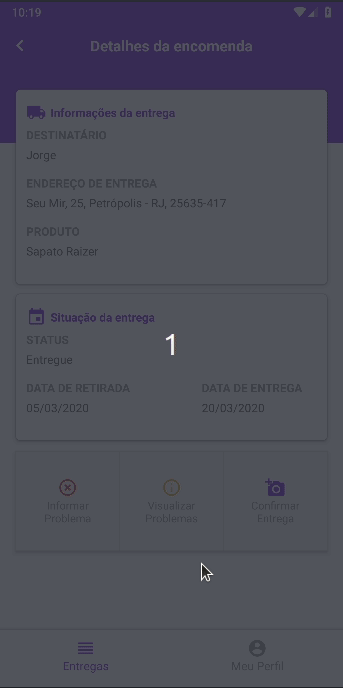 10:19
Detalhes da encomenda
Informações da entrega
DESTINATÁRIO
Jorge
ENDEREÇO DE ENTREGA
Seu Mir, 25, Petrópolis - RJ, 25635-417
PRODUTO
Sapato Raizer
Situação da entrega
1
STATUS
Entregue
DATA DE RETIRADA DATA DE ENTREGA
05/03/2020 20/03/2020
Informar
Problema
Visualizar
Problemas
Confirmar
Entrega
Entregas Meu Perfil